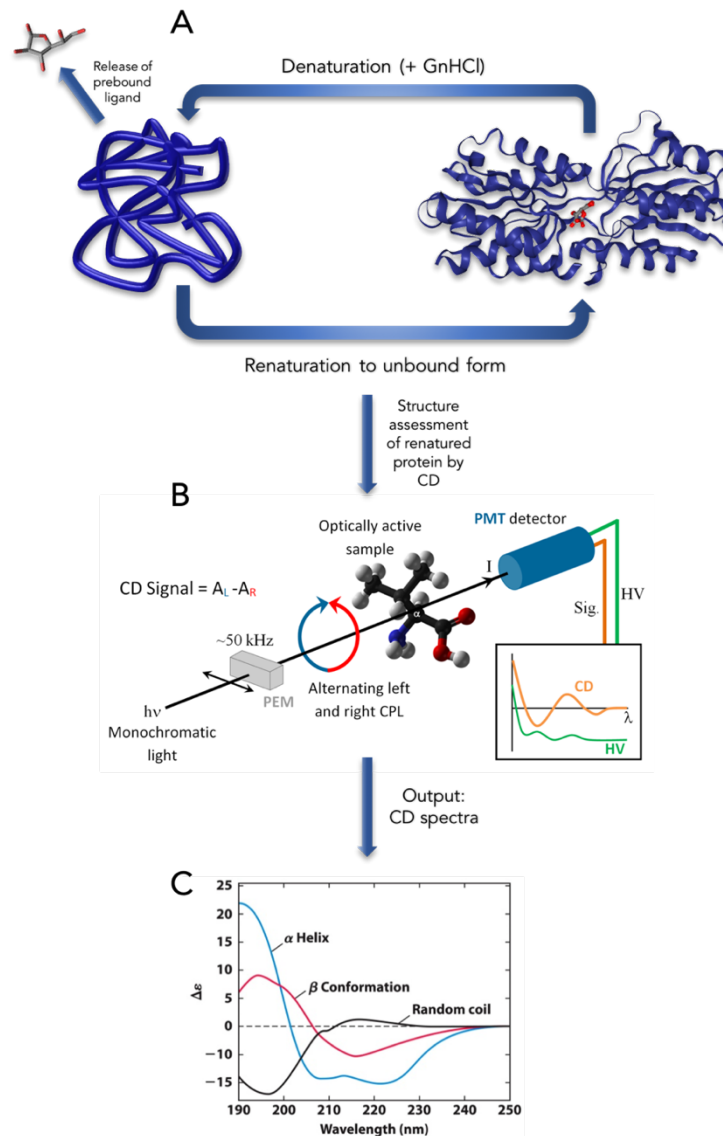 A
Release of
prebound
ligand
Denaturation (+ GnHCl)
Renaturation to unbound form
Structure
assessment
of renatured
protein by
CD
B
Optically active
sample
PMT detector
CD Signal = AL -AR
I
HV
Sig.
~50 kHz
α
PEM
Alternating left
and right CPL
hν
Monochromatic
light
CD
λ
HV
Output:
CD spectra
C
25
20
15
10
5
0
−10
−15
Δε
α Helix
β Conformation
Random coil
190 200 210 220 230 240 250
Wavelength (nm)